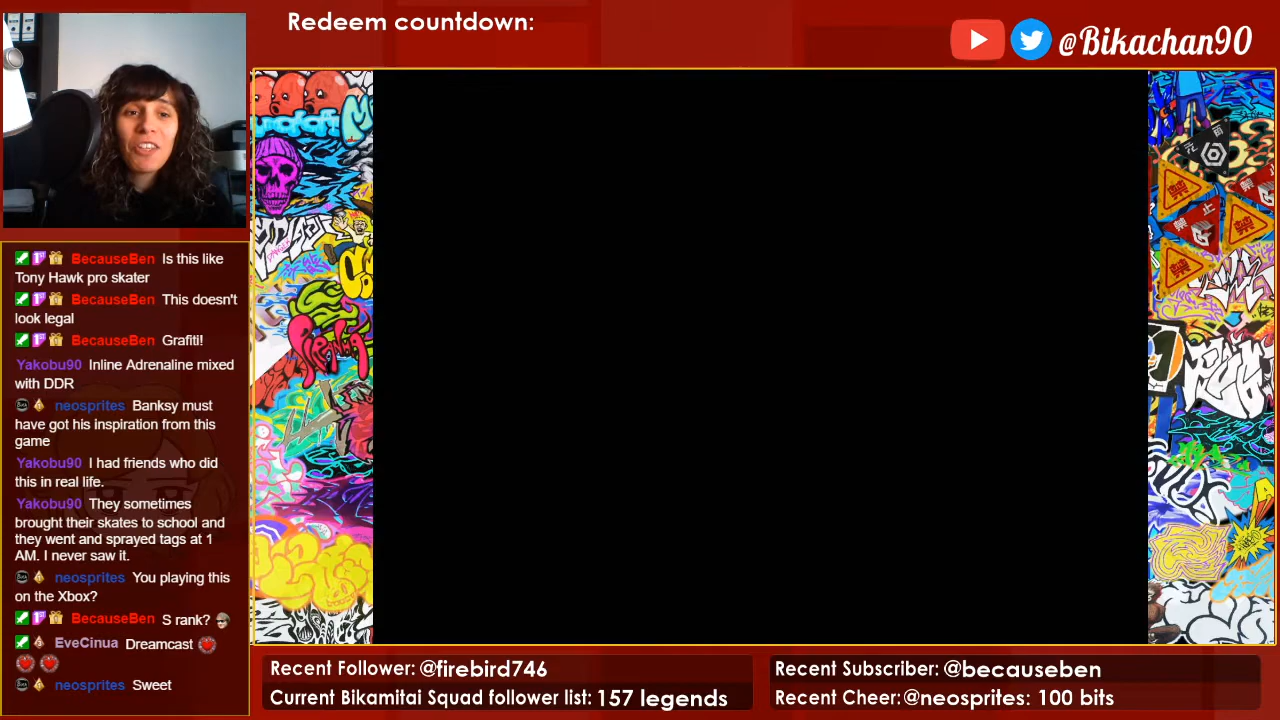 Redeem countdown:
@Bikachan90
BecauseBen Is this like
Tony Hawk pro skater
BecauseBen This doesn't
look legal
BecauseBen Grafiti!
Yakobu90 Inline Adrenaline mixed
with DDR
neosprites Banksy must
have got his inspiration from this
game
Yakobu90 I had friends who did
this in real life.
Yakobu90 They sometimes
brought their skates to school and
they went and sprayed tags at 1
AM. I never saw it.
neosprites You playing this
on the Xbox?
BecauseBen S rank?
EveCinua Dreamcast
neosprites Sweet
Recent Follower: @firebird746
Current Bikamitai Squad follower list: 157 legends
Recent Subscriber: @becauseben
Recent Cheer: @neosprites: 100 bits